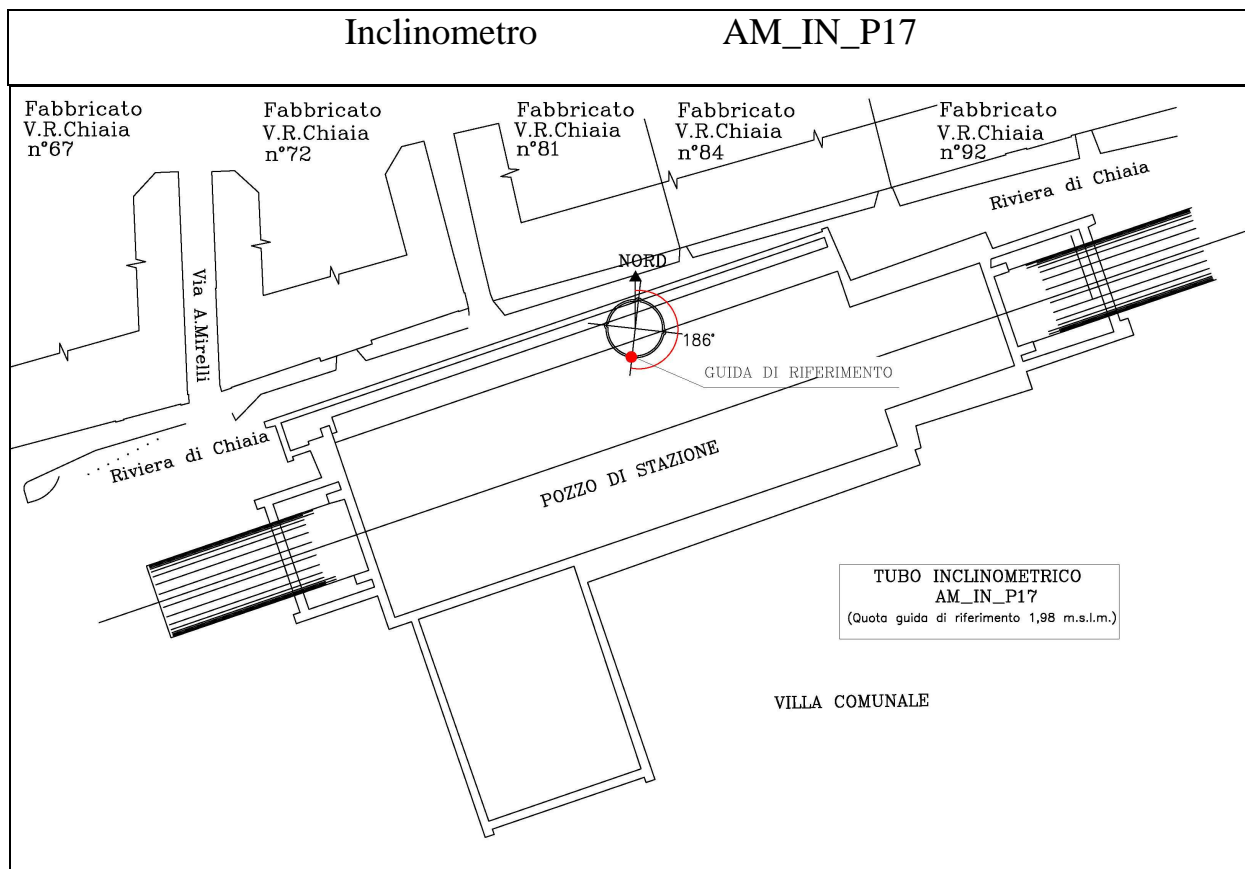 Inclinometro AM_IN_P17
Fabbricato
V.R.Chiaia
n°67
Fabbricato
V.R.Chiaia
n°72
Fabbricato
V.R.Chiaia
n°81
Fabbricato
V.R.Chiaia
n°84
Fabbricato
V.R.Chiaia
n°92
Riviera di Chiaia
NORD
Via A.Mirelli
186°
GUIDA DI RIFERIMENTO
Riviera di Chiaia
POZZO DI STAZIONE
TUBO INCLINOMETRICO
AM_IN_P17
(Quota guida di riferimento 1,98 m.s.l.m.)
VILLA COMUNALE